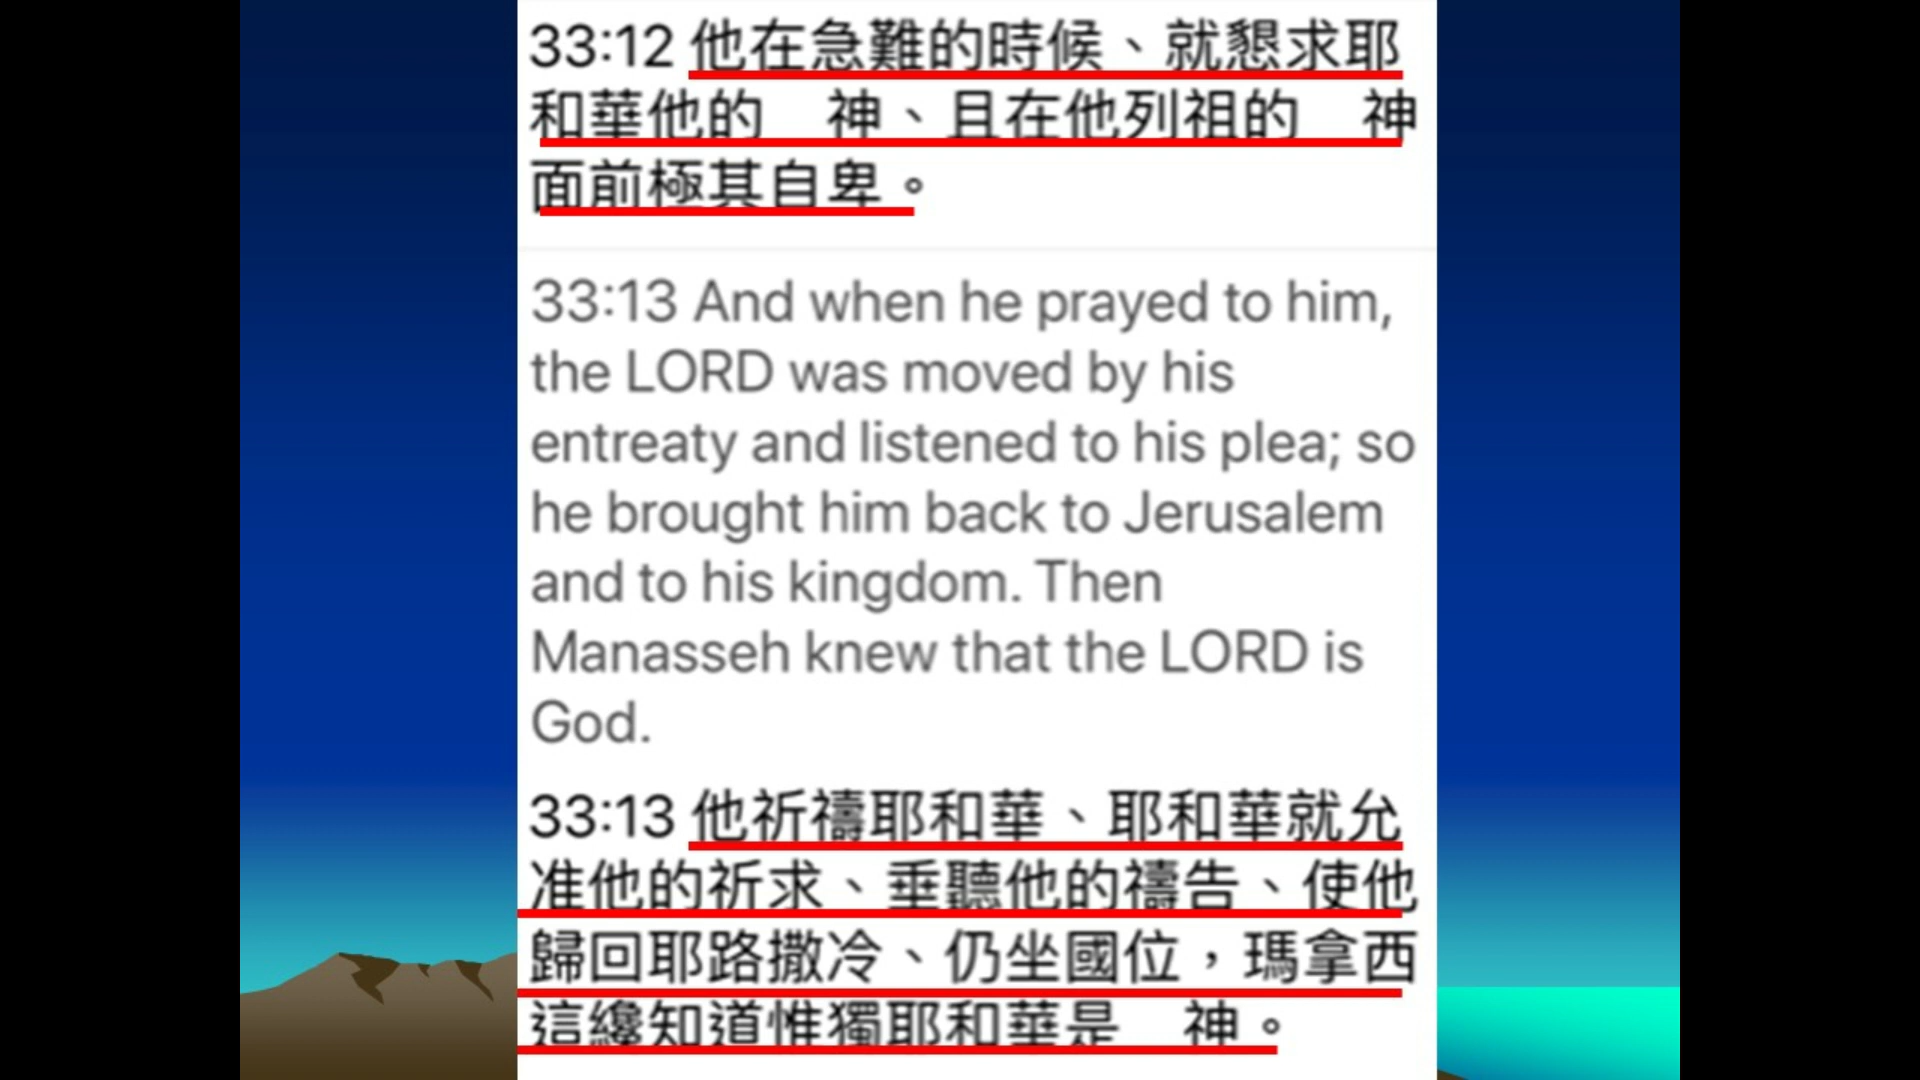 33:12 他在急難的時候、就懇求耶
和華他的　神、且在他列祖的　神
面前極其自卑。
33:13 And when he prayed to him,
the LORD was moved by his
entreaty and listened to his plea; so
he brought him back to Jerusalem
and to his kingdom. Then
Manasseh knew that the LORD is
God.
33:13 他祈禱耶和華、耶和華就允
准他的祈求、垂聽他的禱告、使他
歸回耶路撒冷、仍坐國位，瑪拿西
這纔知道惟獨耶和華是　神。